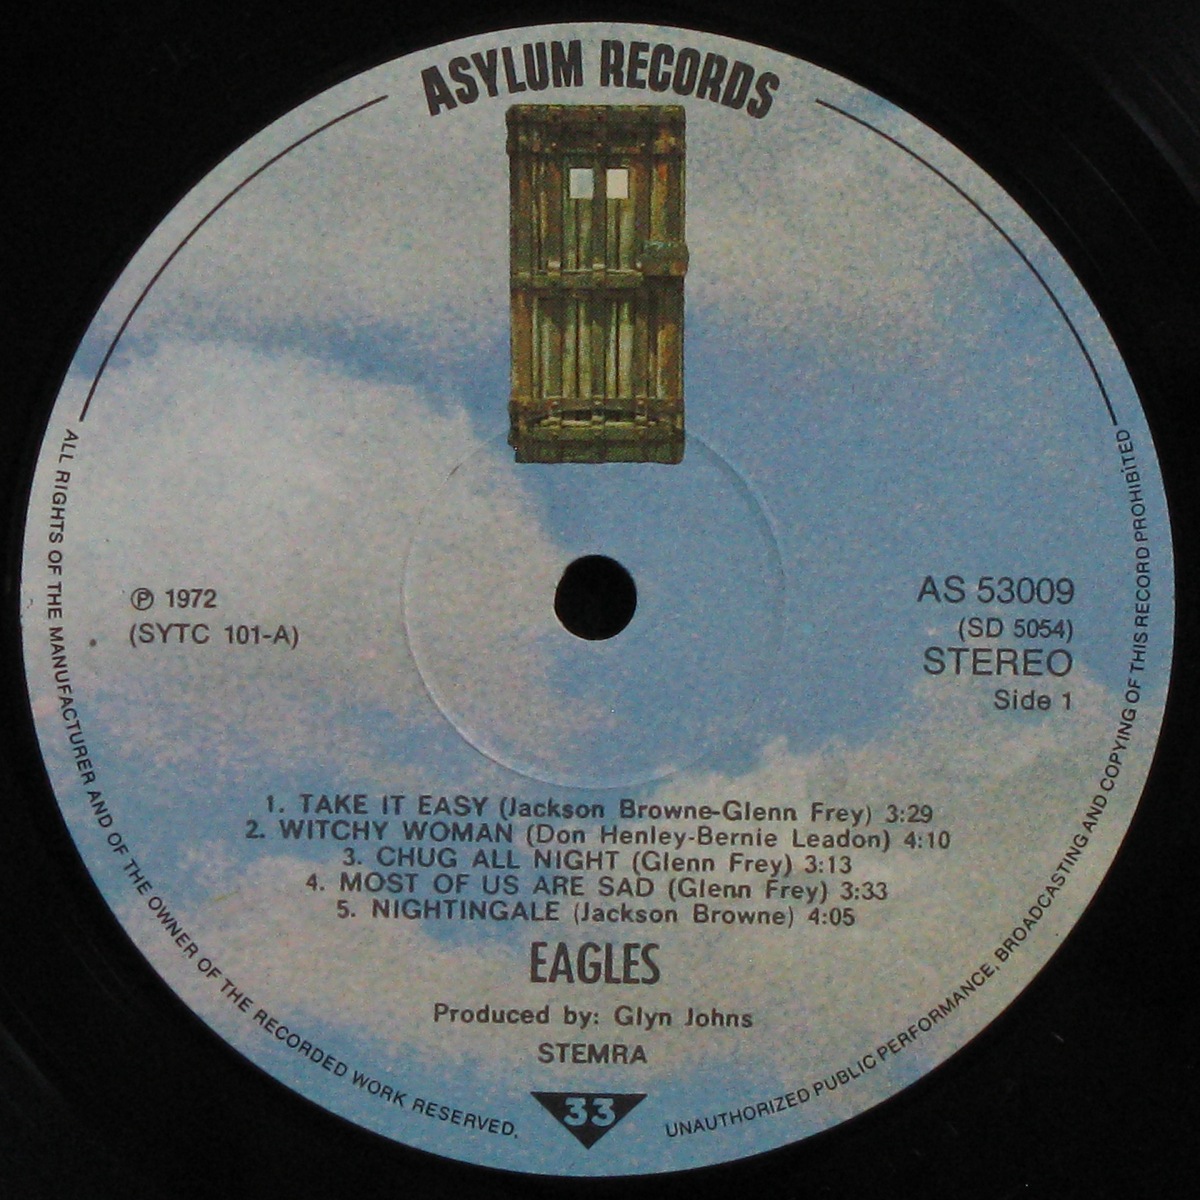 ASYLUM RECORDS
℗ 1972
(SYTC 101-A)
AS 53009
(SD 5054)
STEREO
Side 1
1. TAKE IT EASY (Jackson Browne-Glenn Frey) 3:29
2. WITCHY WOMAN (Don Henley-Bernie Leadon) 4:10
3. CHUG ALL NIGHT (Glenn Frey) 3:13
4. MOST OF US ARE SAD (Glenn Frey) 3:33
5. NIGHTINGALE (Jackson Browne) 4:05
EAGLES
Produced by: Glyn Johns
STEMRA
33
ALL RIGHTS OF THE MANUFACTURER AND OF THE OWNER OF THE RECORDED WORK RESERVED.
UNAUTHORIZED PUBLIC PERFORMANCE, BROADCASTING AND COPYING OF THIS RECORD PROHIBITED